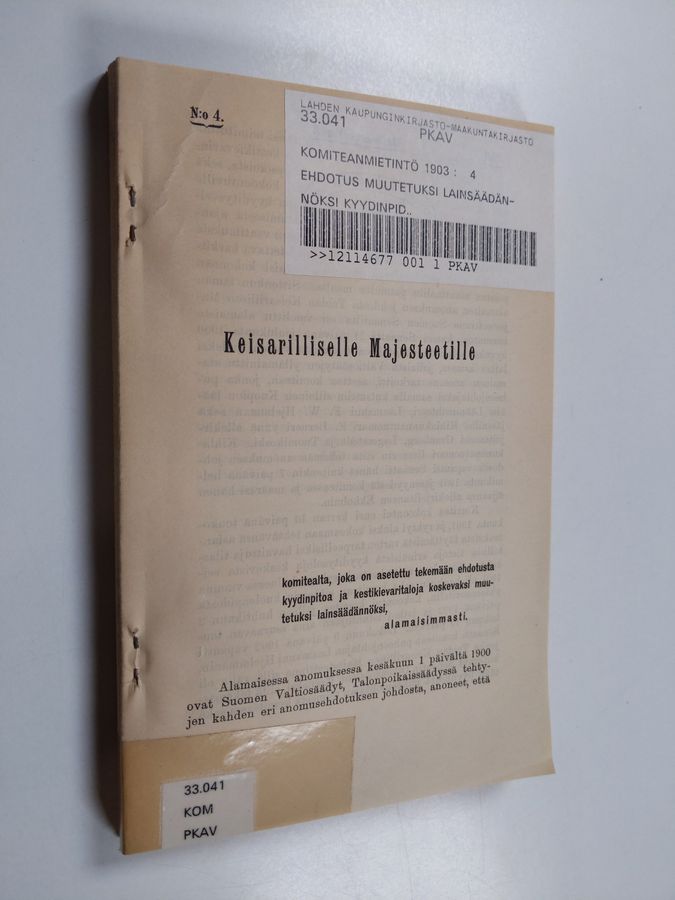 N:o 4.
LAHDEN KAUPUNGINKIRJASTO-MAAKUNTAKIRJASTO
33.041 PKAV
KOMITEANMIETINTÖ 1903 : 4
EHDOTUS MUUTETUKSI LAINSÄÄDÄN-
NÖKSI KYYDINPID..
>>12114677 001 1 PKAV
Keisarilliselle Majesteetille
komitealta, joka on asetettu tekemään ehdotusta
kyydinpitoa ja kestikievaritaloja koskevaksi muu-
tetuksi lainsäädännöksi,
alamaisimmasti.
Alamaisessa anomuksessa kesäkuun 1 päivältä 1900
ovat Suomen Valtiosäädyt, Talonpoikaissäädyssä tehty-
jen kahden eri anomusehdotuksen johdosta, anoneet, että
33.041
KOM
PKAV